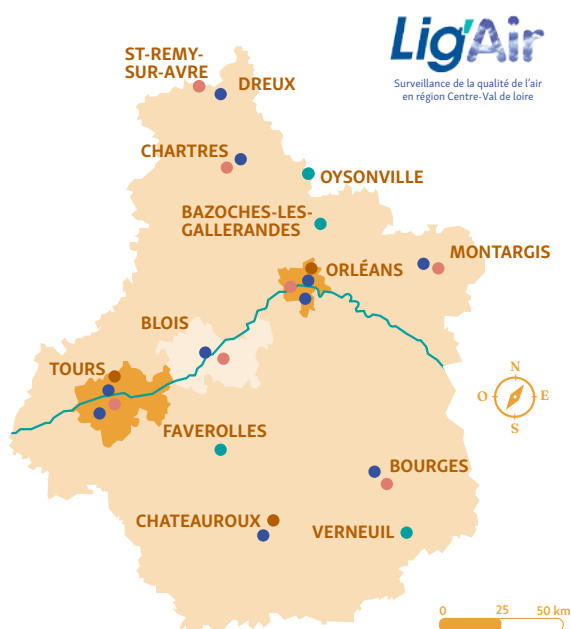 Lig'Air
Surveillance de la qualité de l'air
en région Centre-Val de loire
ST-REMY-
SUR-AVRE
DREUX
CHARTRES
OYSONVILLE
BAZOCHES-LES-
GALLERANDES
MONTARGIS
ORLÉANS
BLOIS
TOURS
N
O
E
S
FAVEROLLES
BOURGES
CHATEAUROUX
VERNEUIL
0 25 50 km